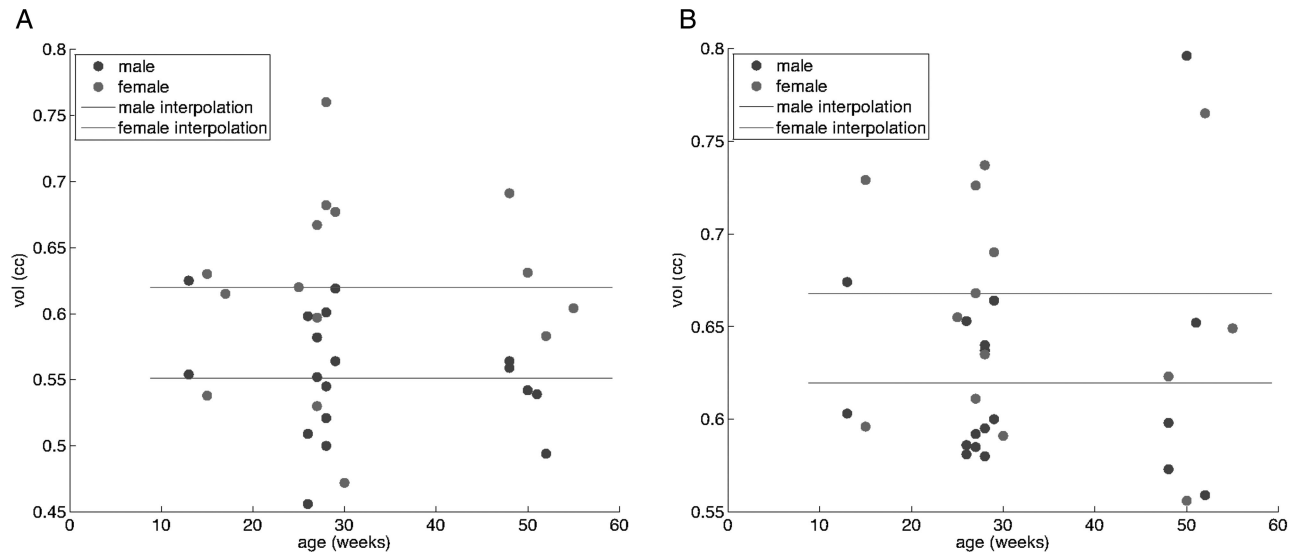 A
0.8
male
female
male interpolation
female interpolation
0.75
0.7
0.65
0.6
0.55
0.5
0.45
vol (cc)
0 10 20 30 40 50 60
age (weeks)
B
0.8
male
female
male interpolation
female interpolation
0.75
0.7
0.65
0.6
0.55
vol (cc)
0 10 20 30 40 50 60
age (weeks)